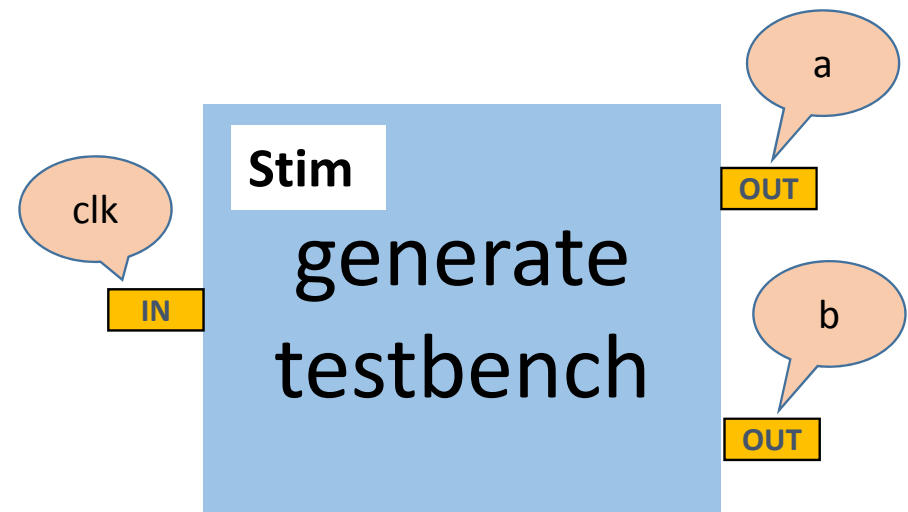 a
Stim
OUT
clk
generate
IN
b
testbench
OUT